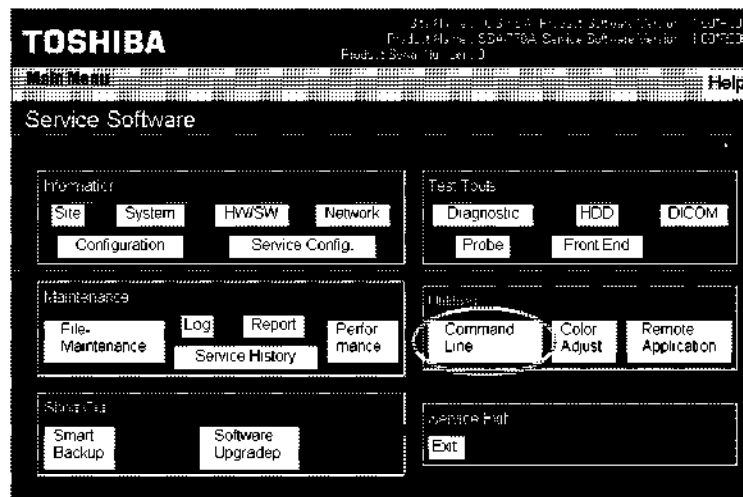 TOSHIBA
Main Menu
Help
Service Software
Information
Site System HW/SW Network
Configuration Service Config.
Test Tools
Diagnostic HDD DICOM
Probe Front End
Maintenance
File-
Maintenance
Log Report
Service History
Perfor
mance
Command
Line
Color
Adjust
Remote
Application
Smart
Backup
Software
Upgradep
Service Exit
Exit